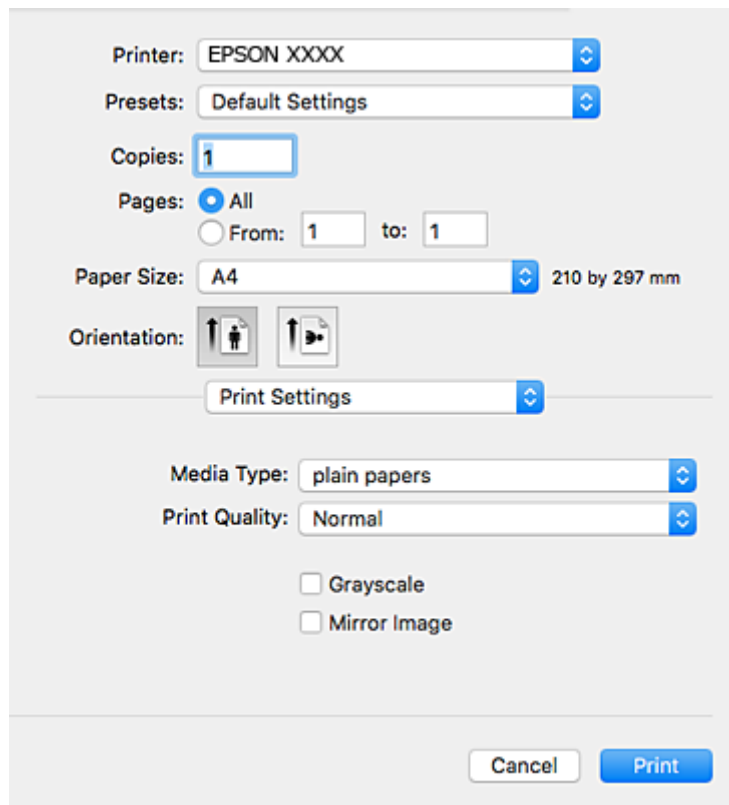 Printer: EPSON XXXX
Presets: Default Settings
Copies: 1
Pages: All
From: 1 to: 1
Paper Size: A4 210 by 297 mm
Orientation:
Print Settings
Media Type: plain papers
Print Quality: Normal
Grayscale
Mirror Image
Cancel Print